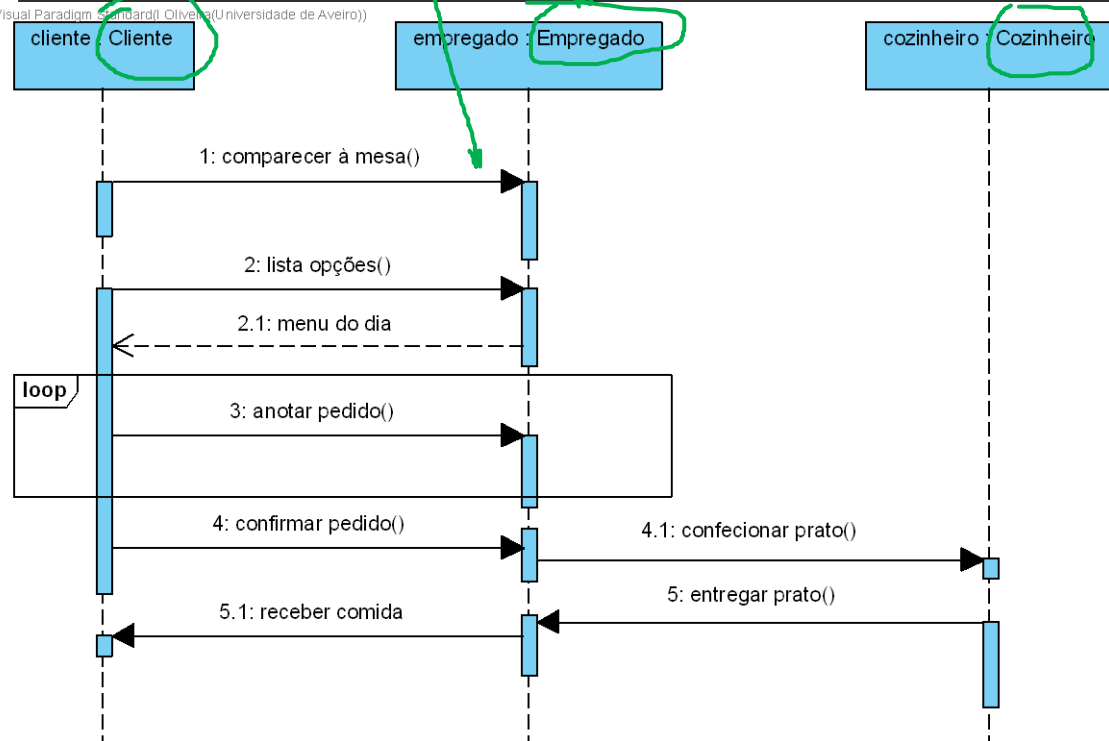 Visual Paradigm Standard(I Oliveira(Universidade de Aveiro))
cliente : Cliente
empregado : Empregado
cozinheiro : Cozinheiro
1: comparecer à mesa()
2: lista opções()
2.1: menu do dia
loop
3: anotar pedido()
4: confirmar pedido()
4.1: confecionar prato()
5: entregar prato()
5.1: receber comida